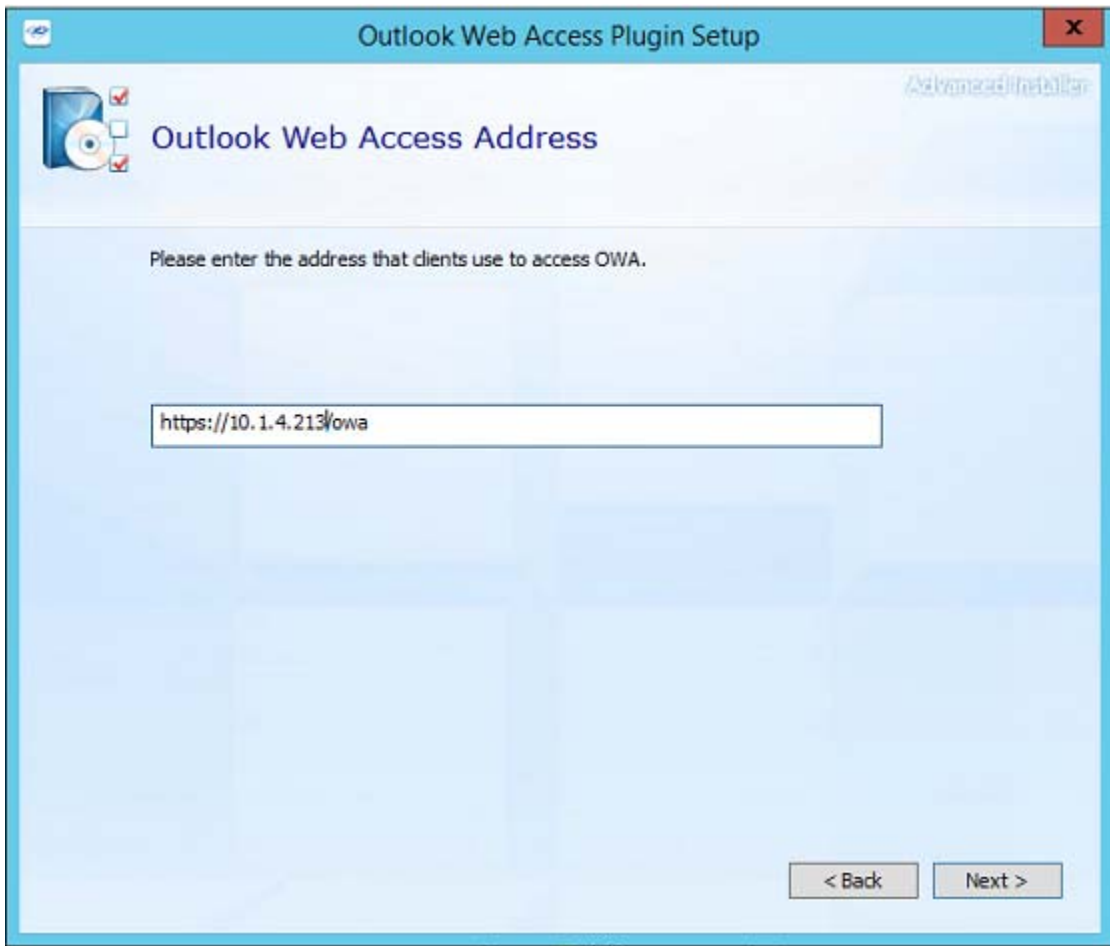 Outlook Web Access Plugin Setup
x
Advanced Installer
Outlook Web Access Address
Please enter the address that clients use to access OWA.
https://10.1.4.213/owa
< Back
Next >